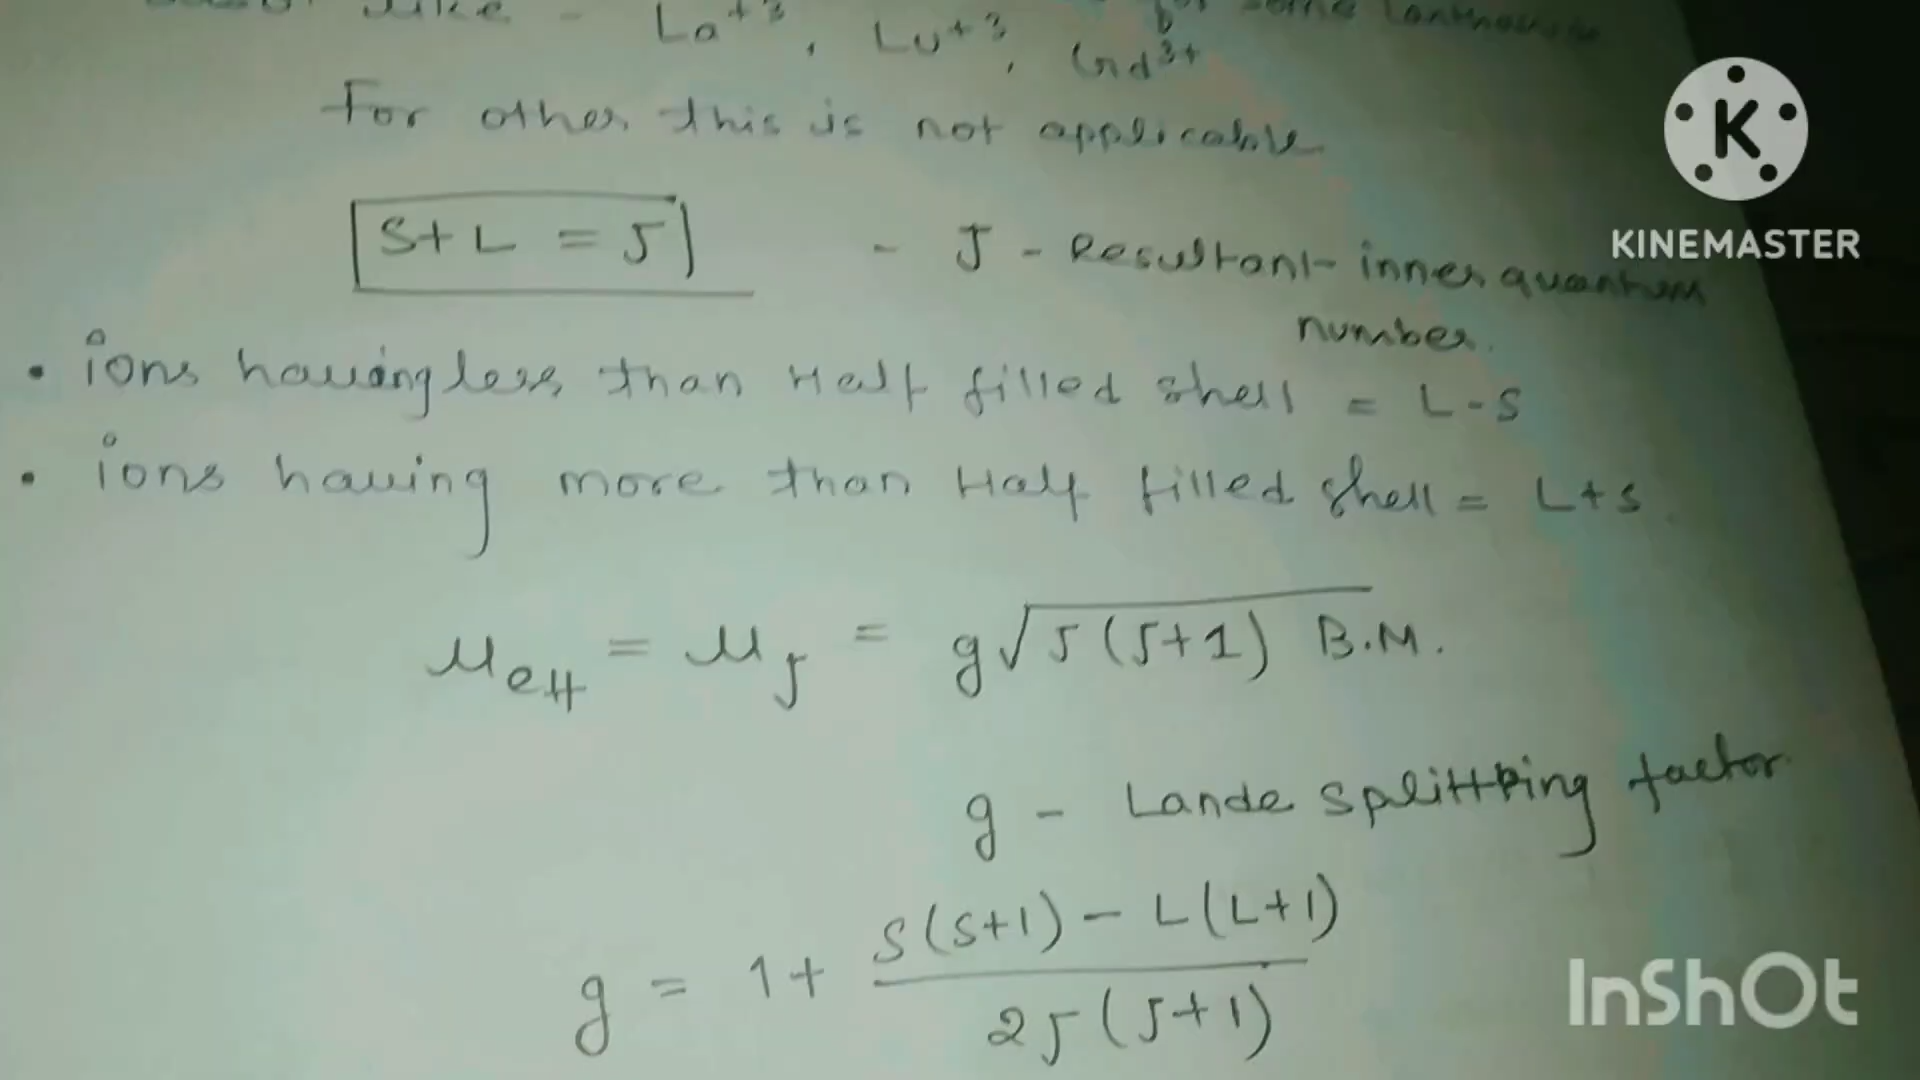 like - La+3, Lu+3, Gd3+
For other this is not applicable
S+L = J - J - Resultant inner quantum
number.
• ions having less than Half filled shell = L-S
• ions having more than Half filled shell = L+S
μeff = μJ = g√J(J+1) B.M.
g - Lande splitting factor
g = 1+ S(S+1) - L(L+1) / 2J(J+1)
KINEMASTER
InShOt